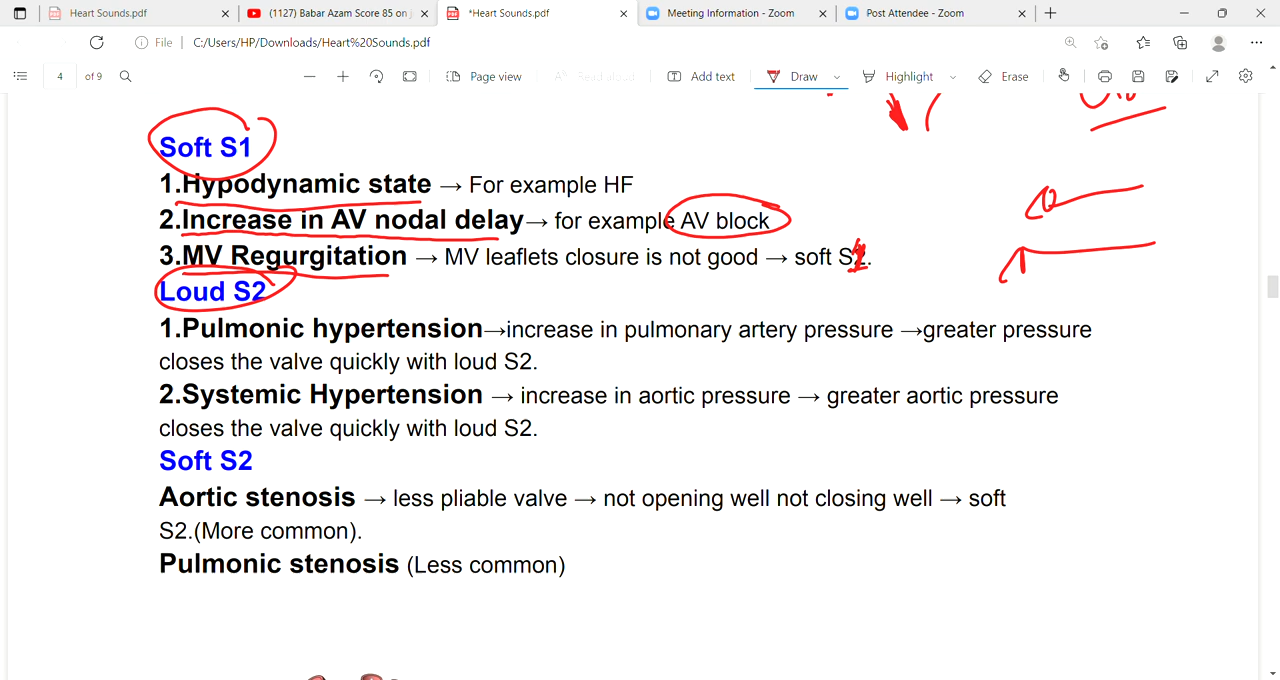 Heart Sounds.pdf
(1127) Babar Azam Score 85 on
*Heart Sounds.pdf
Meeting Information - Zoom
Post Attendee - Zoom
File
C:/Users/HP/Downloads/Heart%20Sounds.pdf
4 of 9
Page view
Read aloud
Add text
Draw
Highlight
Erase
Soft S1
1.Hypodynamic state → For example HF
2.Increase in AV nodal delay→ for example AV block
3.MV Regurgitation → MV leaflets closure is not good → soft S1.
Loud S2
1.Pulmonic hypertension→increase in pulmonary artery pressure →greater pressure
closes the valve quickly with loud S2.
2.Systemic Hypertension → increase in aortic pressure → greater aortic pressure
closes the valve quickly with loud S2.
Soft S2
Aortic stenosis → less pliable valve → not opening well not closing well → soft
S2.(More common).
Pulmonic stenosis (Less common)